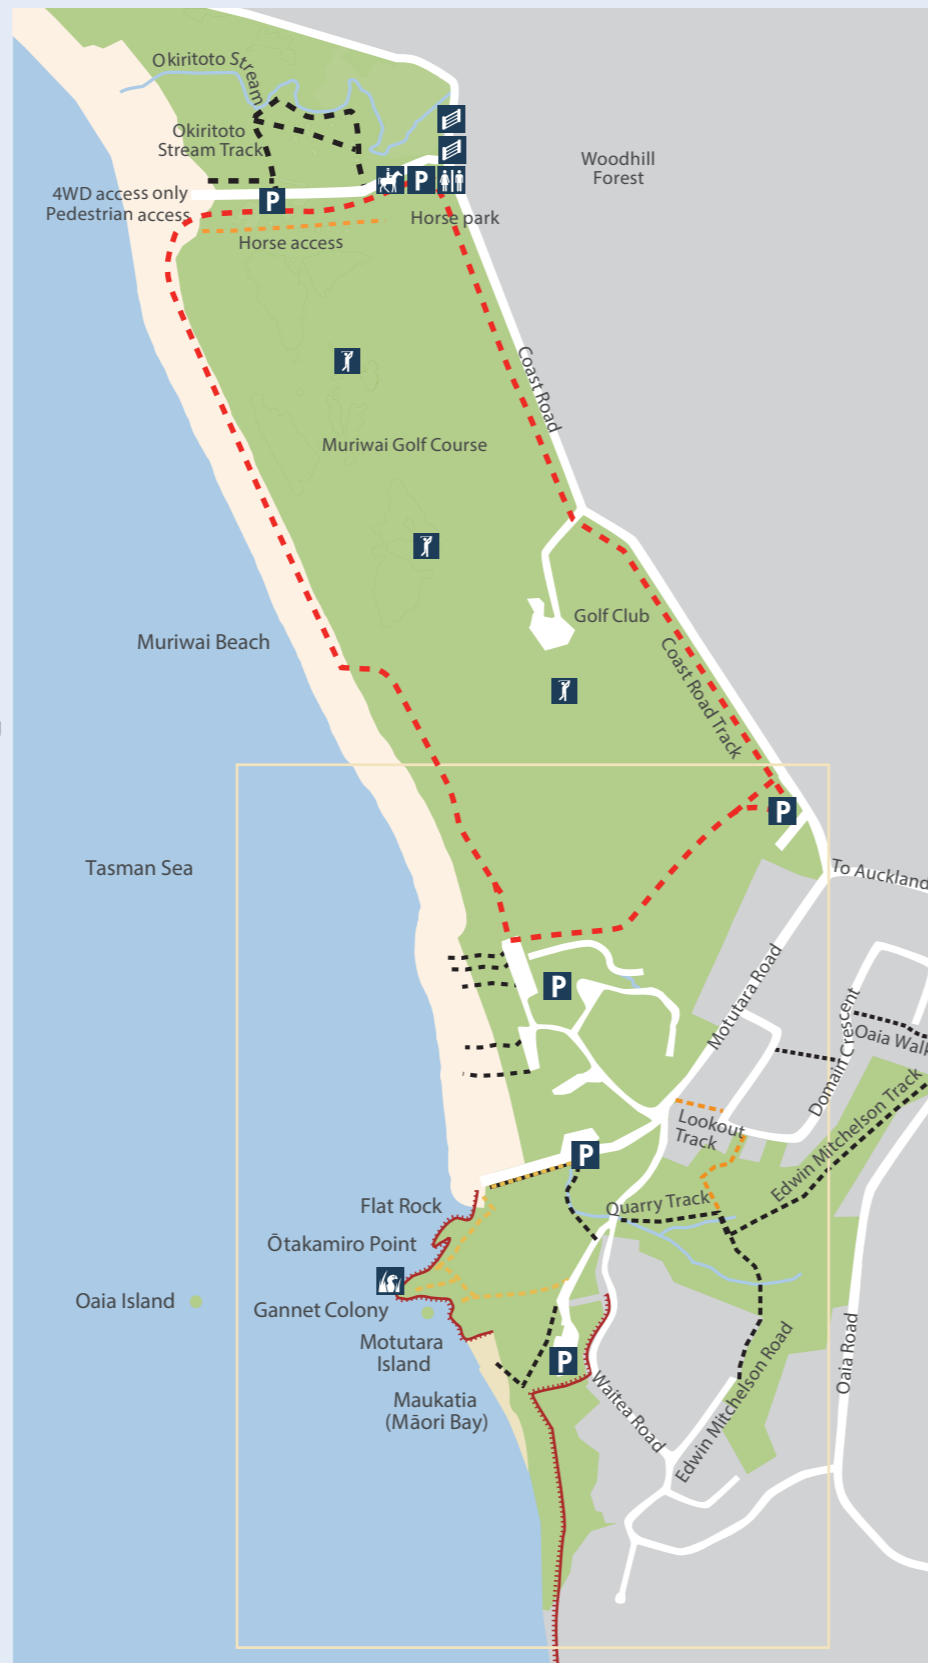 Okiritoto Stream
Okiritoto
Stream Track
Woodhill
Forest
4WD access only
Pedestrian access
P
P
Horse park
Horse access
Coast Road
Muriwai Golf Course
Golf Club
Muriwai Beach
Coast Road Track
P
Tasman Sea
To Auckland
P
Motutara Road
Domain Crescent
Oaia Walk
Lookout
Track
Edwin Mitchelson Track
P
Flat Rock
Quarry Track
Ōtakamiro Point
Oaia Island
Gannet Colony
Motutara
Island
P
Maukatia
(Māori Bay)
Waitea Road
Edwin Mitchelson Road
Oaia Road